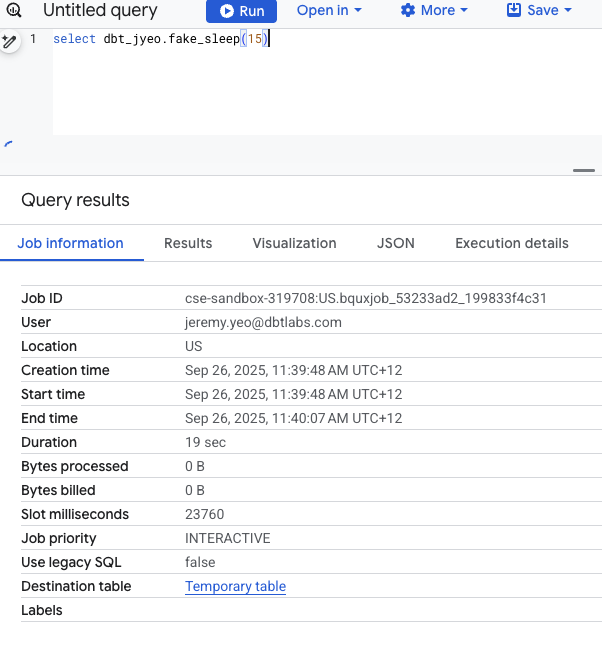 Untitled query Run Open in More Save
1 select dbt_jyeo.fake_sleep(15)
Query results
Job information Results Visualization JSON Execution details
Job ID cse-sandbox-319708:US.bquxjob_53233ad2_199833f4c31
User jeremy.yeo@dbtlabs.com
Location US
Creation time Sep 26, 2025, 11:39:48 AM UTC+12
Start time Sep 26, 2025, 11:39:48 AM UTC+12
End time Sep 26, 2025, 11:40:07 AM UTC+12
Duration 19 sec
Bytes processed 0 B
Bytes billed 0 B
Slot milliseconds 23760
Job priority INTERACTIVE
Use legacy SQL false
Destination table Temporary table
Labels